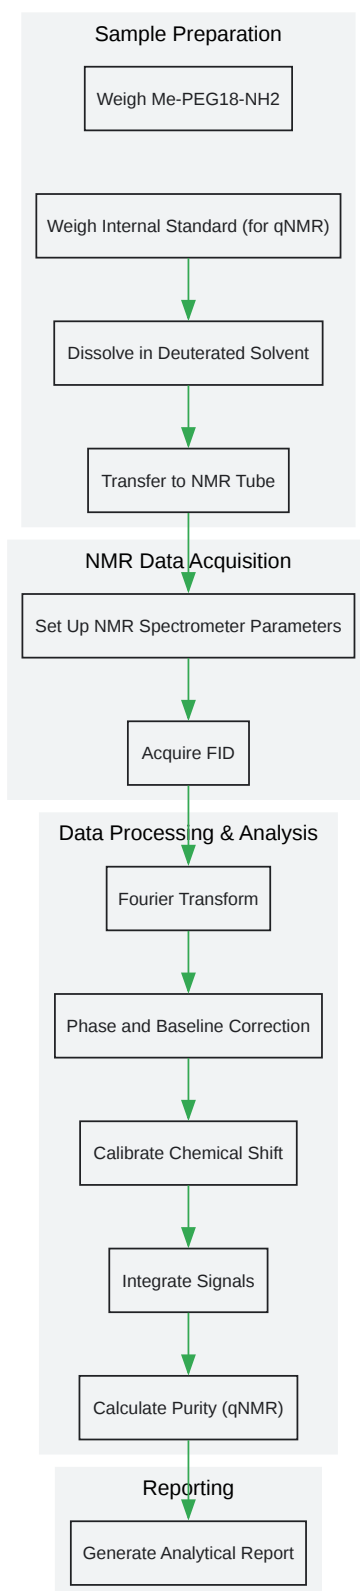 Sample Preparation
Weigh Me-PEG18-NH2
Weigh Internal Standard (for qNMR)
Dissolve in Deuterated Solvent
Transfer to NMR Tube
NMR Data Acquisition
Set Up NMR Spectrometer Parameters
Acquire FID
Data Processing & Analysis
Fourier Transform
Phase and Baseline Correction
Calibrate Chemical Shift
Integrate Signals
Calculate Purity (qNMR)
Reporting
Generate Analytical Report